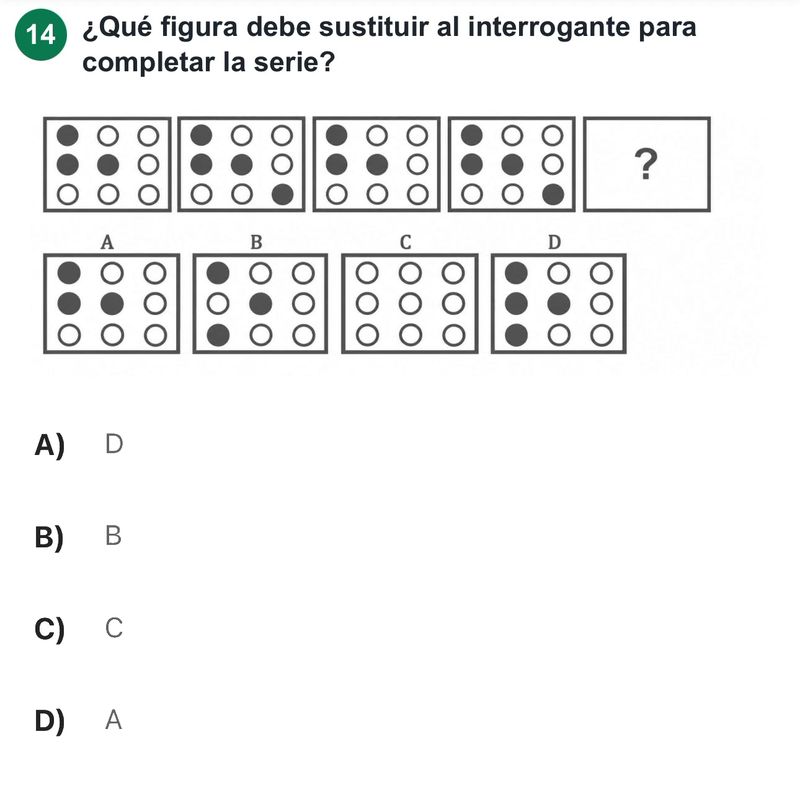 14 ¿Qué figura debe sustituir al interrogante para
completar la serie?
?
A B C D
A) D
B) B
C) C
D) A